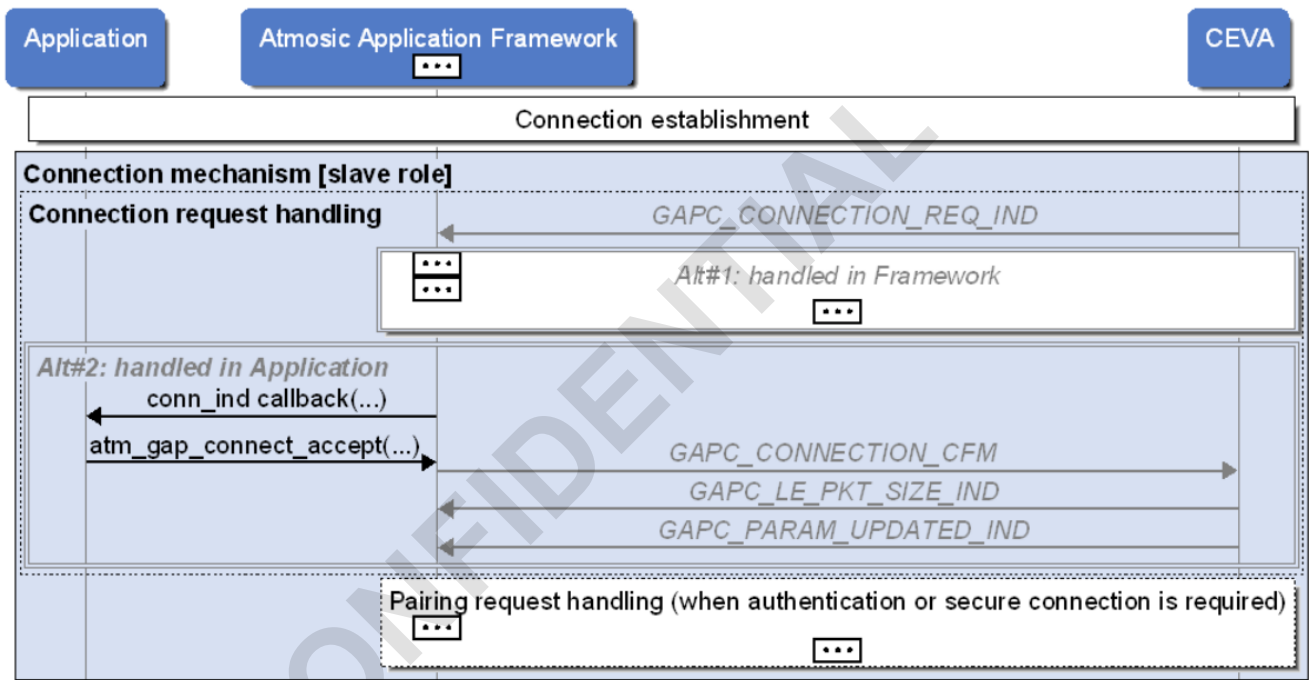 Application
Atmosic Application Framework
...
CEVA
Connection establishment
Connection mechanism [slave role]
Connection request handling
GAPC_CONNECTION_REQ_IND
...
...
Alt#1: handled in Framework
...
Alt#2: handled in Application
conn_ind callback(...)
atm_gap_connect_accept(...)
GAPC_CONNECTION_CFM
GAPC_LE_PKT_SIZE_IND
GAPC_PARAM_UPDATED_IND
Pairing request handling (when authentication or secure connection is required)
...
...
CONFIDENTIAL